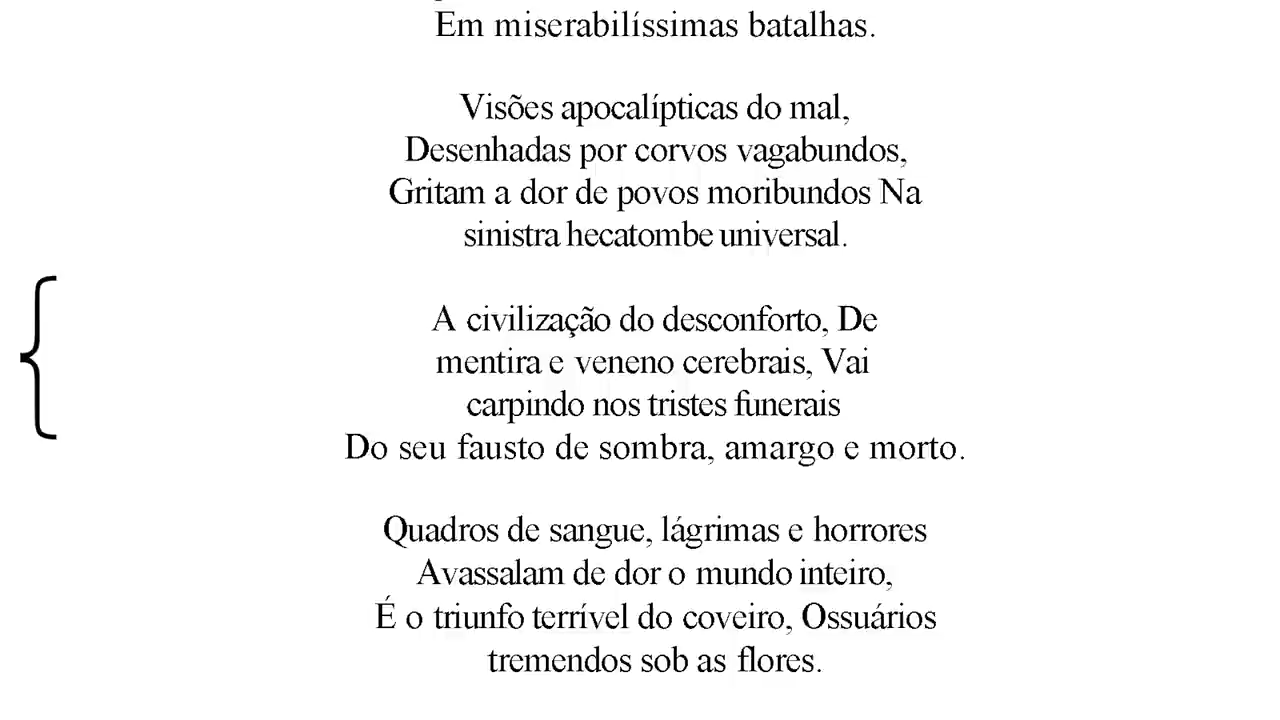 Em miserabilíssimas batalhas.
Visões apocalípticas do mal,
Desenhadas por corvos vagabundos,
Gritam a dor de povos moribundos Na
sinistra hecatombe universal.
A civilização do desconforto, De
mentira e veneno cerebrais, Vai
carpindo nos tristes funerais
Do seu fausto de sombra, amargo e morto.
Quadros de sangue, lágrimas e horrores
Avassalam de dor o mundo inteiro,
É o triunfo terrível do coveiro, Ossuários
tremendos sob as flores.